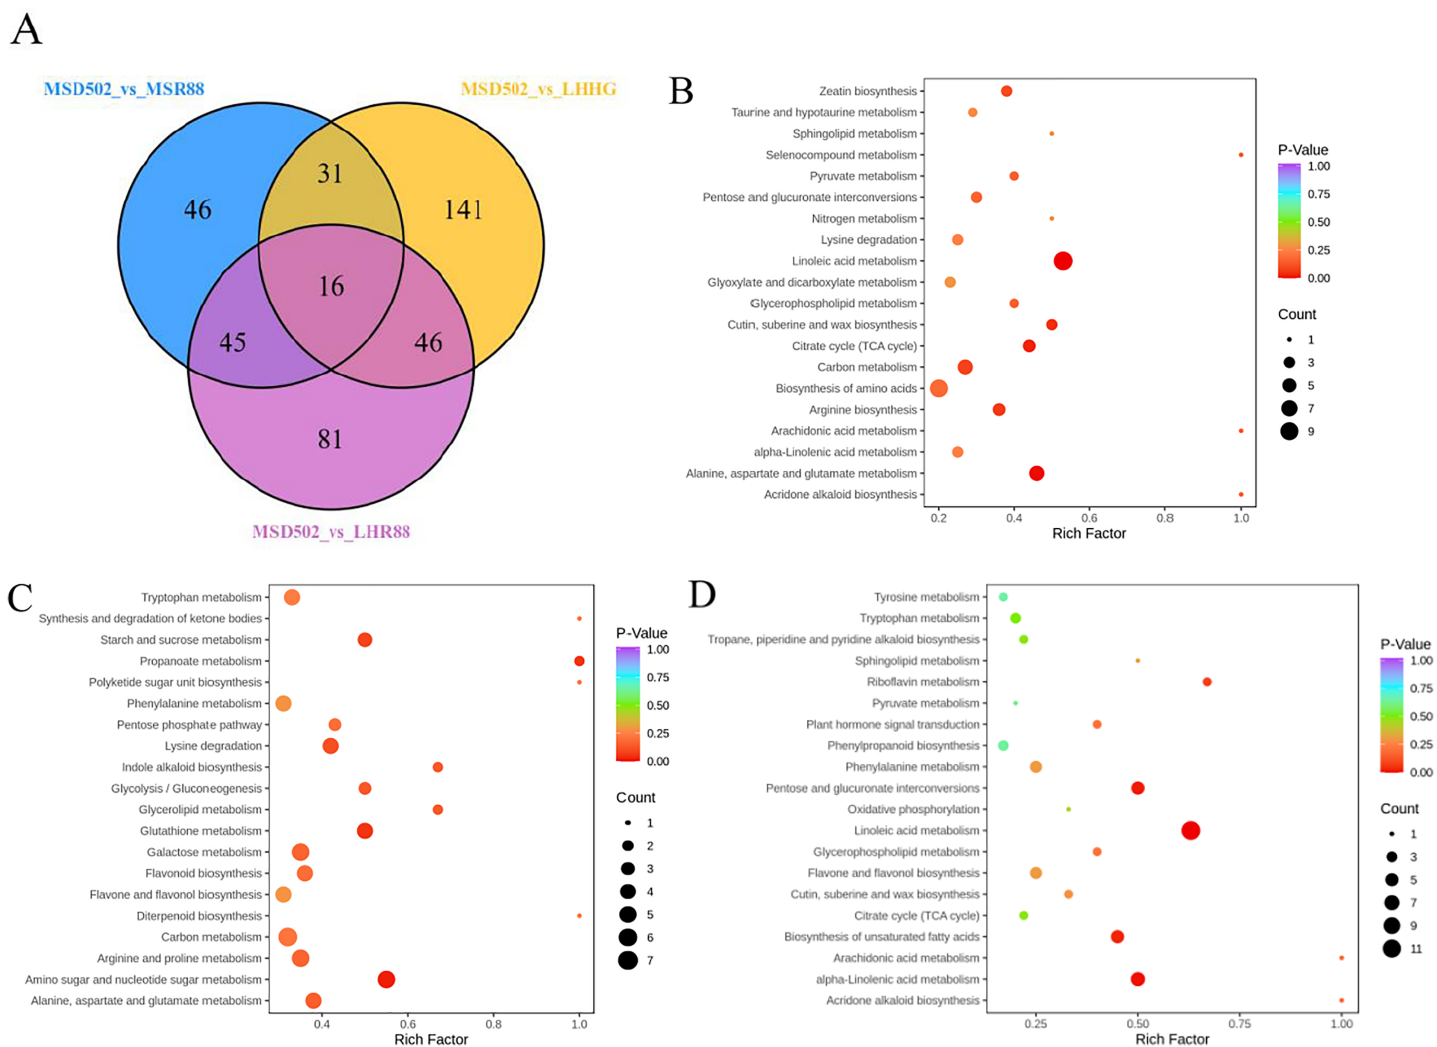 A
MSD502_vs_MSR88
MSD502_vs_LHHG
31
46
141
16
45
46
81
MSD502_vs_LHR88
B
Zeatin biosynthesis
Taurine and hypotaurine metabolism
Sphingolipid metabolism
Selenocompound metabolism
Pyruvate metabolism
Pentose and glucuronate interconversions
Nitrogen metabolism
Lysine degradation
Linoleic acid metabolism
Glyoxylate and dicarboxylate metabolism
Glycerophospholipid metabolism
Cutin, suberine and wax biosynthesis
Citrate cycle (TCA cycle)
Carbon metabolism
Biosynthesis of amino acids
Arginine biosynthesis
Arachidonic acid metabolism
alpha-Linolenic acid metabolism
Alanine, aspartate and glutamate metabolism
Acridone alkaloid biosynthesis
0.2 0.4 0.6 0.8 1.0
Rich Factor
P-Value
1.00
0.75
0.50
0.25
0.00
Count
1
3
5
7
9
C
Tryptophan metabolism
Synthesis and degradation of ketone bodies
Starch and sucrose metabolism
Propanoate metabolism
Polyketide sugar unit biosynthesis
Phenylalanine metabolism
Pentose phosphate pathway
Lysine degradation
Indole alkaloid biosynthesis
Glycolysis / Gluconeogenesis
Glycerolipid metabolism
Glutathione metabolism
Galactose metabolism
Flavonoid biosynthesis
Flavone and flavonol biosynthesis
Diterpenoid biosynthesis
Carbon metabolism
Arginine and proline metabolism
Amino sugar and nucleotide sugar metabolism
Alanine, aspartate and glutamate metabolism
0.4 0.6 0.8 1.0
Rich Factor
P-Value
1.00
0.75
0.50
0.25
0.00
Count
1
2
3
4
5
6
7
D
Tyrosine metabolism
Tryptophan metabolism
Tropane, piperidine and pyridine alkaloid biosynthesis
Sphingolipid metabolism
Riboflavin metabolism
Pyruvate metabolism
Plant hormone signal transduction
Phenylpropanoid biosynthesis
Phenylalanine metabolism
Pentose and glucuronate interconversions
Oxidative phosphorylation
Linoleic acid metabolism
Glycerophospholipid metabolism
Flavone and flavonol biosynthesis
Cutin, suberine and wax biosynthesis
Citrate cycle (TCA cycle)
Biosynthesis of unsaturated fatty acids
Arachidonic acid metabolism
alpha-Linolenic acid metabolism
Acridone alkaloid biosynthesis
0.25 0.50 0.75 1.00
Rich Factor
P-Value
1.00
0.75
0.50
0.25
0.00
Count
1
3
5
7
9
11